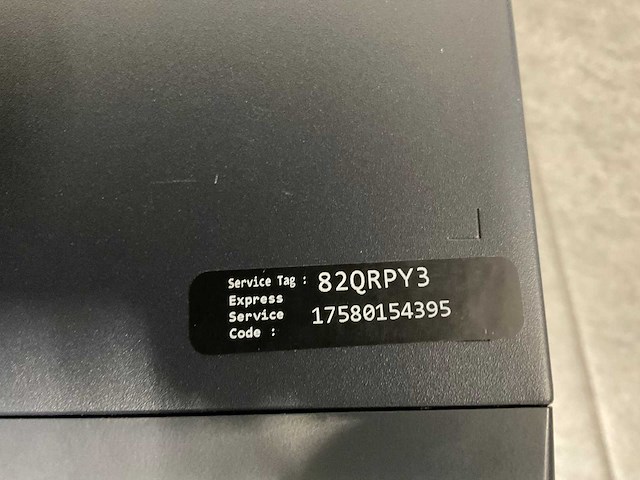 Service Tag : 82QRPY3
Express
Service 17580154395
Code :